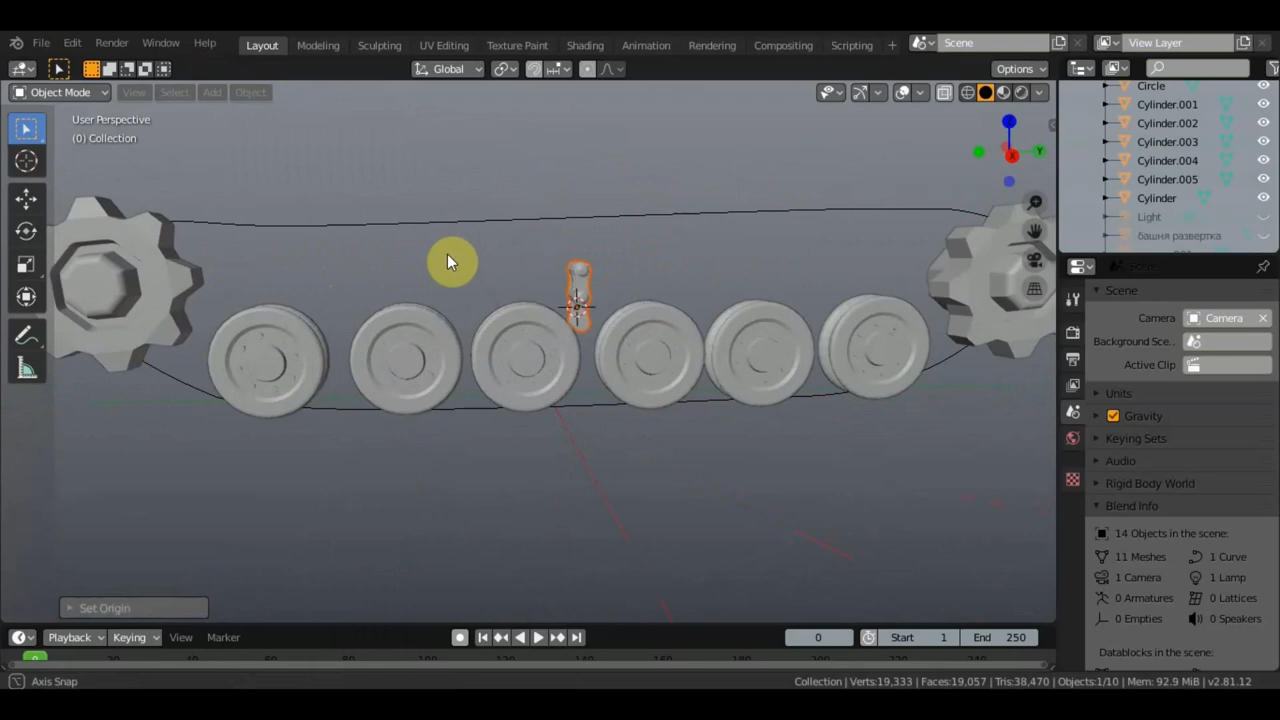 File Edit Render Window Help Layout Modeling Sculpting UV Editing Texture Paint Shading Animation Rendering Compositing Scripting + Scene View Layer
Global Options
Object Mode View Select Add Object
User Perspective
(0) Collection
X Y Z
Circle
Cylinder.001
Cylinder.002
Cylinder.003
Cylinder.004
Cylinder.005
Cylinder
Light
башня развертка
Scene
Scene
Camera Camera
Background Sce..
Active Clip
Units
Gravity
Keying Sets
Audio
Rigid Body World
Blend Info
14 Objects in the scene:
11 Meshes 1 Curve
1 Camera 1 Lamp
0 Armatures 0 Lattices
0 Empties 0 Speakers
Datablocks in the scene:
Set Origin
Playback Keying View Marker 0 Start 1 End 250
0
Axis Snap Collection | Verts:19,333 | Faces:19,057 | Tris:38,470 | Objects:1/10 | Mem: 92.9 MiB | v2.81.12